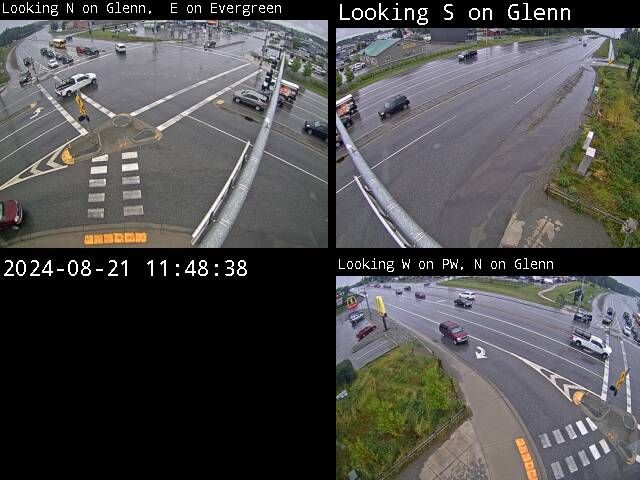 Looking N on Glenn, E on Evergreen
Looking S on Glenn
2024-08-21 11:48:38
Looking W on PW, N on Glenn